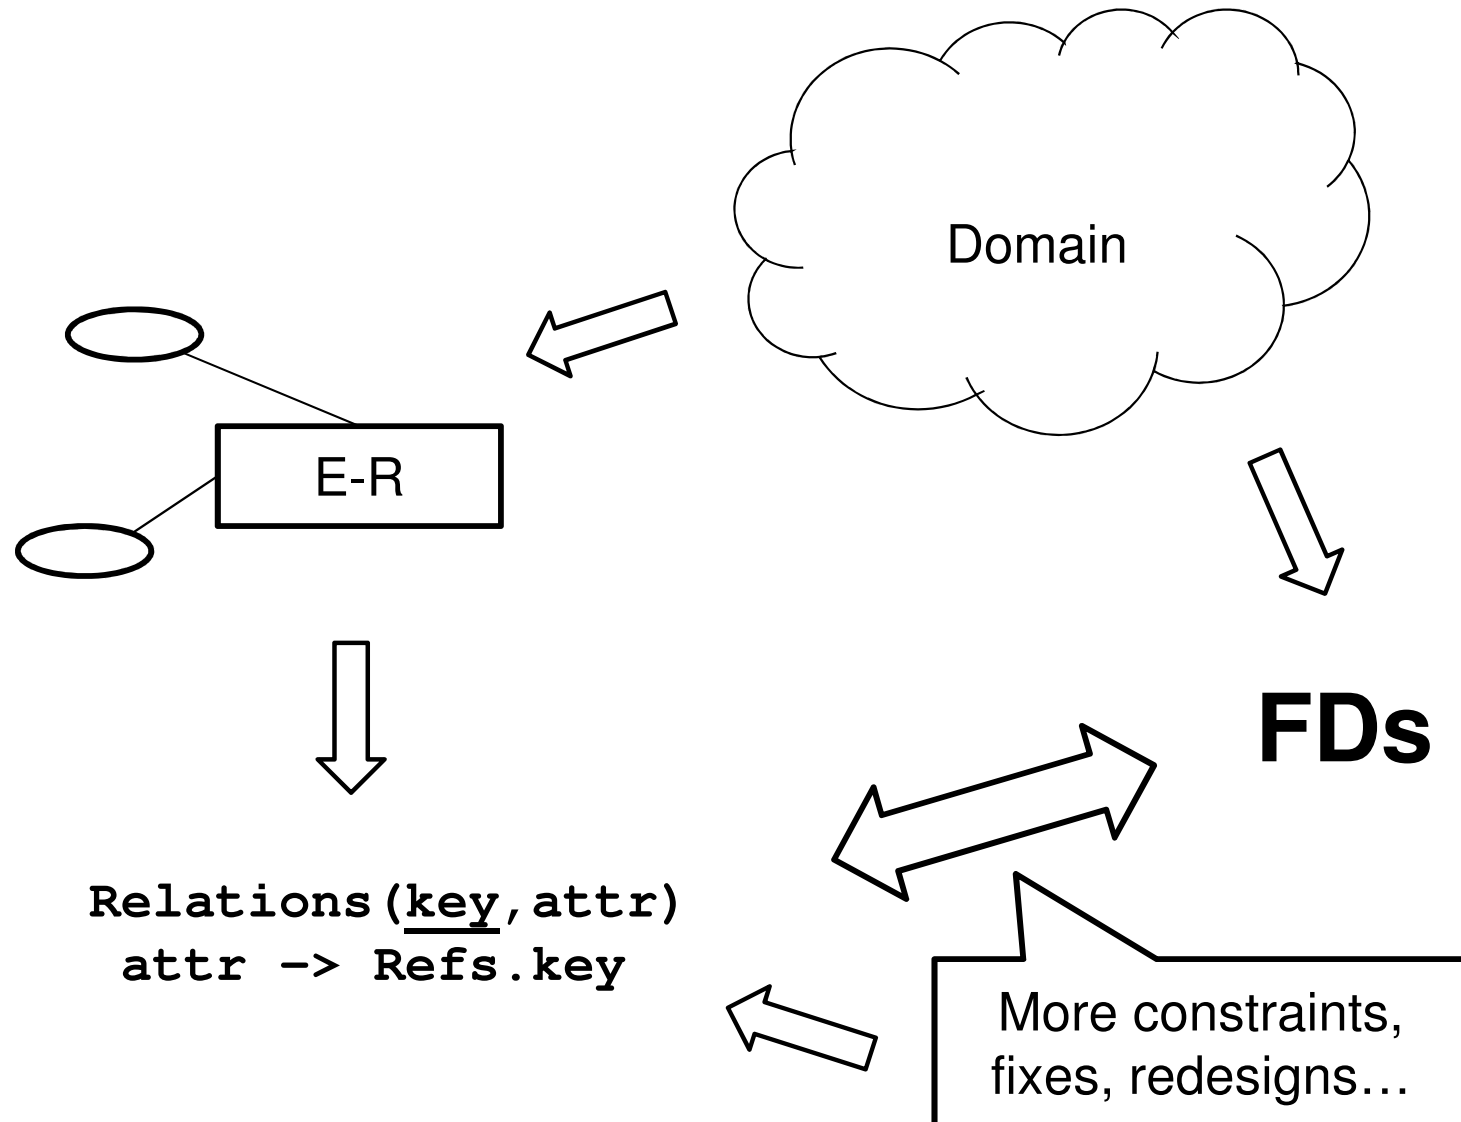 Domain
E-R
FDs
Relations(key,attr)
attr -> Refs.key
More constraints,
fixes, redesigns…